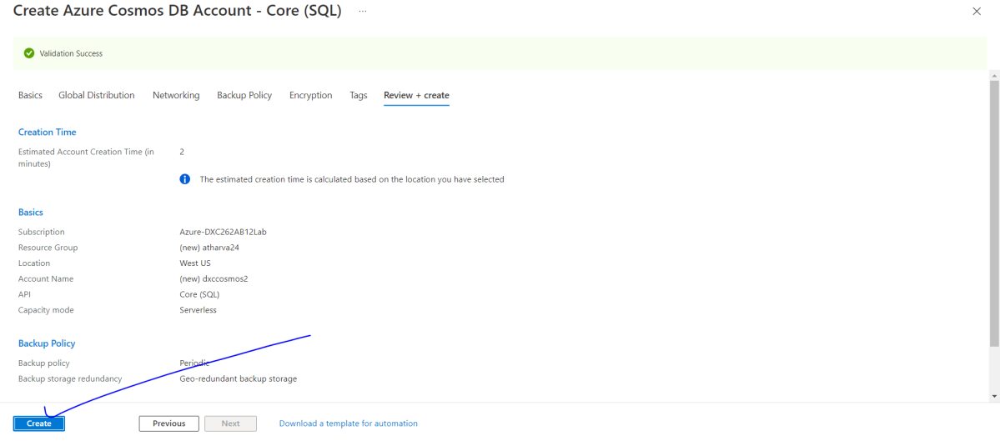 Create Azure Cosmos DB Account - Core (SQL) ...
Validation Success
Basics Global Distribution Networking Backup Policy Encryption Tags Review + create
Creation Time
Estimated Account Creation Time (in minutes) 2
The estimated creation time is calculated based on the location you have selected
Basics
Subscription Azure-DXC262AB12Lab
Resource Group (new) atharva24
Location West US
Account Name (new) dxccosmos2
API Core (SQL)
Capacity mode Serverless
Backup Policy
Backup policy Periodic
Backup storage redundancy Geo-redundant backup storage
Create Previous Next Download a template for automation